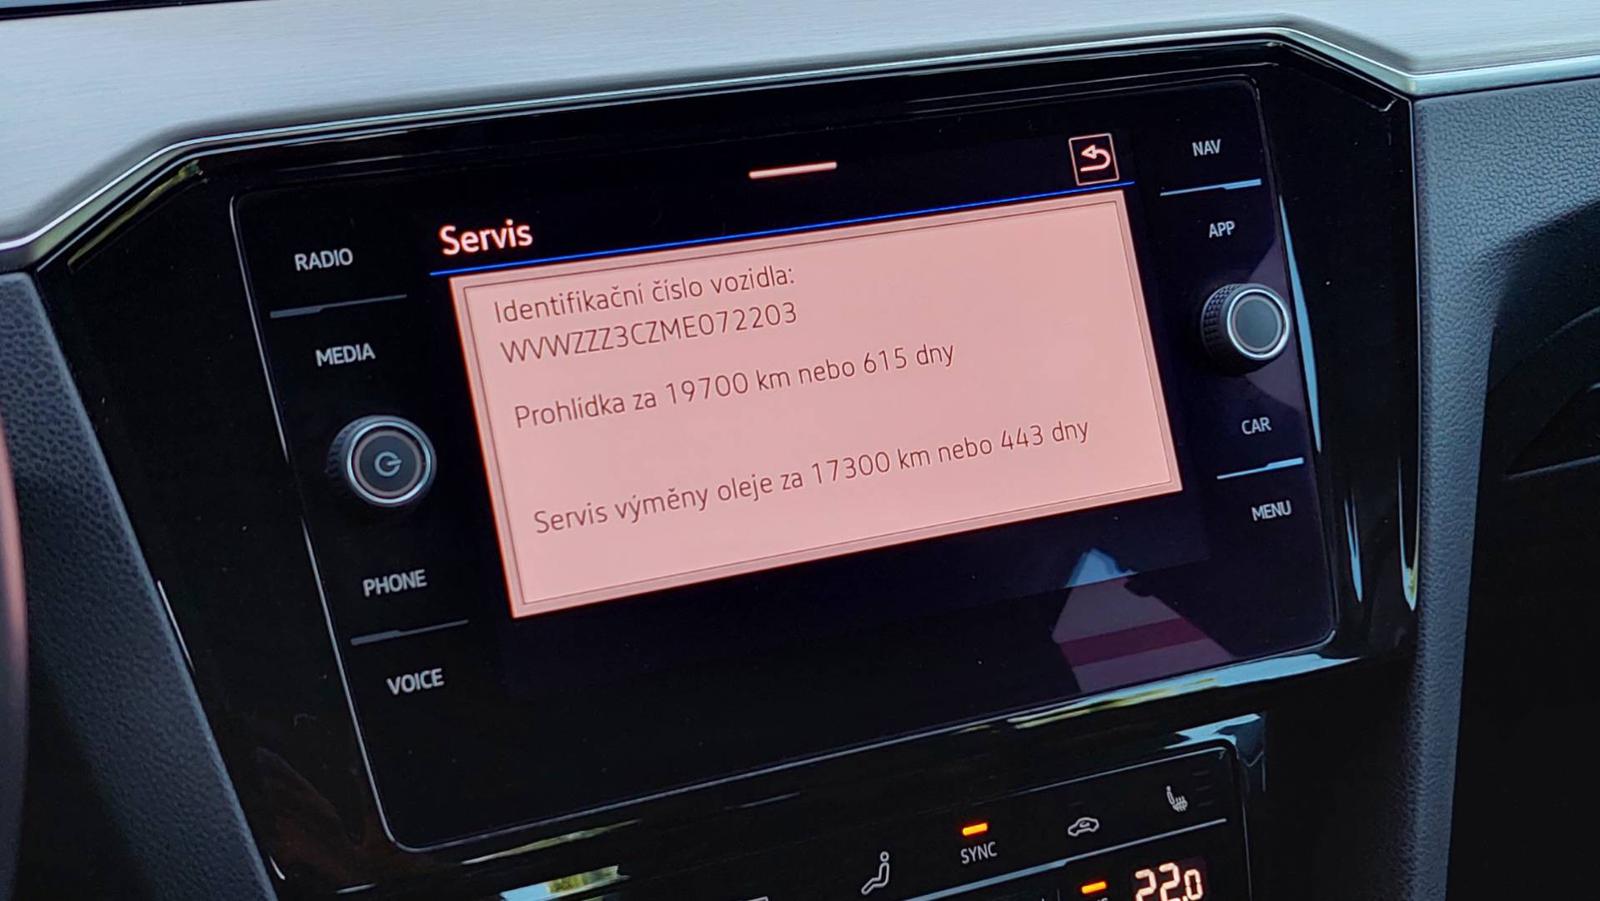 Servis
Identifikační číslo vozidla:
WVWZZZ3CZME072203
Prohlídka za 19700 km nebo 615 dny
Servis výměny oleje za 17300 km nebo 443 dny
RADIO
MEDIA
PHONE
VOICE
NAV
APP
CAR
MENU
SYNC
22.0